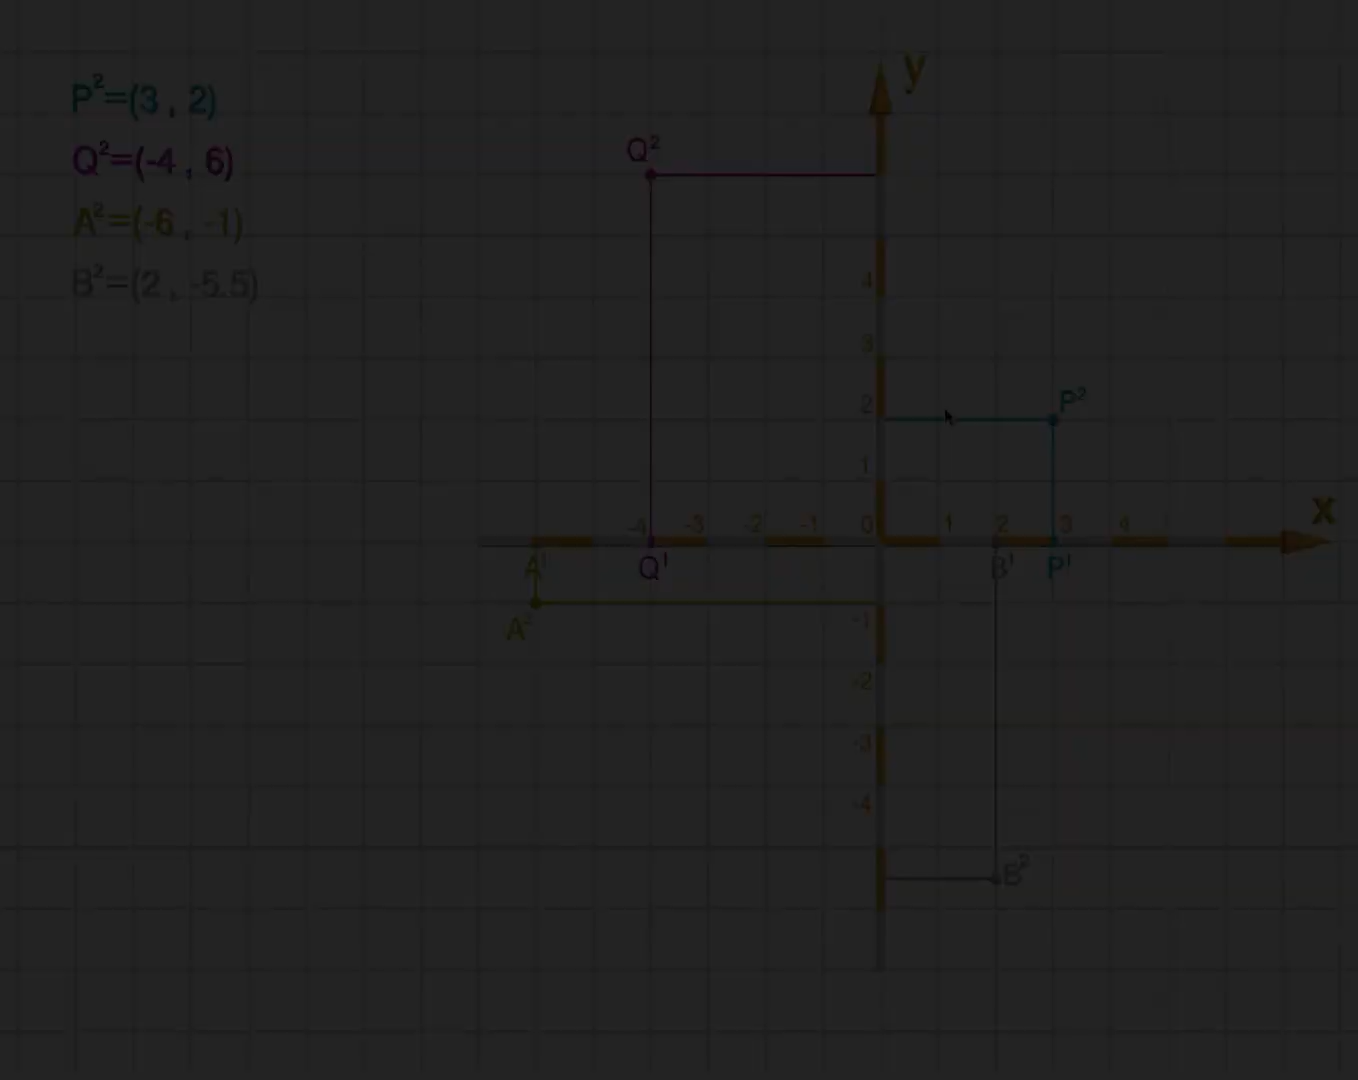 P²=(3 , 2)
Q²=(-4 , 6)
A²=(-6 , -1)
B²=(2 , -5.5)
y
Q²
4
3
2
P²
1
-4 -3 -2 -1 0 1 2 3 4 x
A¹ Q¹ B¹ P¹
A²
-1
-2
-3
-4
B²